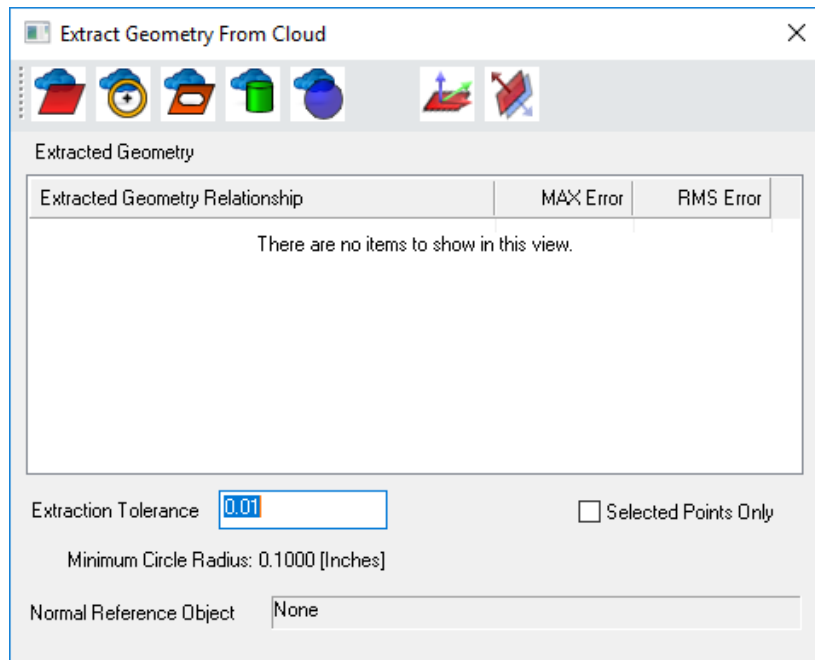 Extract Geometry From Cloud
Extracted Geometry
Extracted Geometry Relationship MAX Error RMS Error
There are no items to show in this view.
Extraction Tolerance 0.01 Selected Points Only
Minimum Circle Radius: 0.1000 [Inches]
Normal Reference Object None